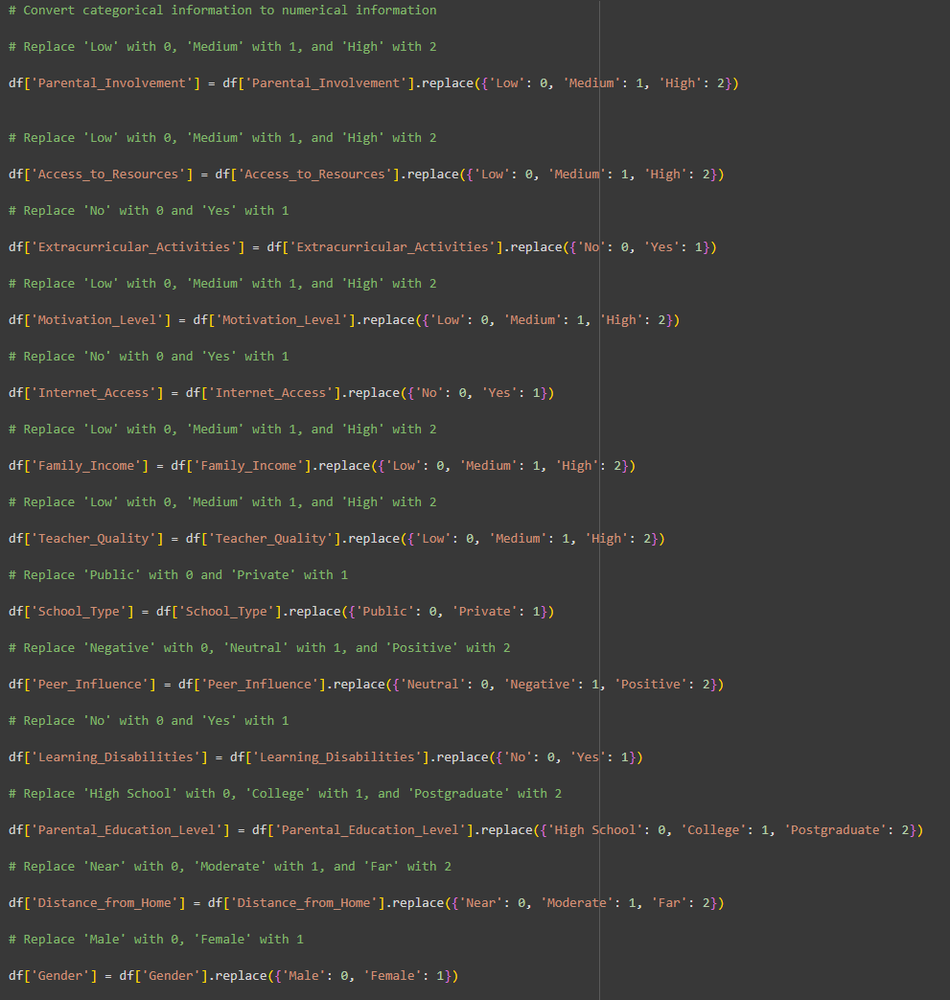 # Convert categorical information to numerical information
# Replace 'Low' with 0, 'Medium' with 1, and 'High' with 2
df['Parental_Involvement'] = df['Parental_Involvement'].replace({'Low': 0, 'Medium': 1, 'High': 2})
# Replace 'Low' with 0, 'Medium' with 1, and 'High' with 2
df['Access_to_Resources'] = df['Access_to_Resources'].replace({'Low': 0, 'Medium': 1, 'High': 2})
# Replace 'No' with 0 and 'Yes' with 1
df['Extracurricular_Activities'] = df['Extracurricular_Activities'].replace({'No': 0, 'Yes': 1})
# Replace 'Low' with 0, 'Medium' with 1, and 'High' with 2
df['Motivation_Level'] = df['Motivation_Level'].replace({'Low': 0, 'Medium': 1, 'High': 2})
# Replace 'No' with 0 and 'Yes' with 1
df['Internet_Access'] = df['Internet_Access'].replace({'No': 0, 'Yes': 1})
# Replace 'Low' with 0, 'Medium' with 1, and 'High' with 2
df['Family_Income'] = df['Family_Income'].replace({'Low': 0, 'Medium': 1, 'High': 2})
# Replace 'Low' with 0, 'Medium' with 1, and 'High' with 2
df['Teacher_Quality'] = df['Teacher_Quality'].replace({'Low': 0, 'Medium': 1, 'High': 2})
# Replace 'Public' with 0 and 'Private' with 1
df['School_Type'] = df['School_Type'].replace({'Public': 0, 'Private': 1})
# Replace 'Negative' with 0, 'Neutral' with 1, and 'Positive' with 2
df['Peer_Influence'] = df['Peer_Influence'].replace({'Neutral': 0, 'Negative': 1, 'Positive': 2})
# Replace 'No' with 0 and 'Yes' with 1
df['Learning_Disabilities'] = df['Learning_Disabilities'].replace({'No': 0, 'Yes': 1})
# Replace 'High School' with 0, 'College' with 1, and 'Postgraduate' with 2
df['Parental_Education_Level'] = df['Parental_Education_Level'].replace({'High School': 0, 'College': 1, 'Postgraduate': 2})
# Replace 'Near' with 0, 'Moderate' with 1, and 'Far' with 2
df['Distance_from_Home'] = df['Distance_from_Home'].replace({'Near': 0, 'Moderate': 1, 'Far': 2})
# Replace 'Male' with 0, 'Female' with 1
df['Gender'] = df['Gender'].replace({'Male': 0, 'Female': 1})